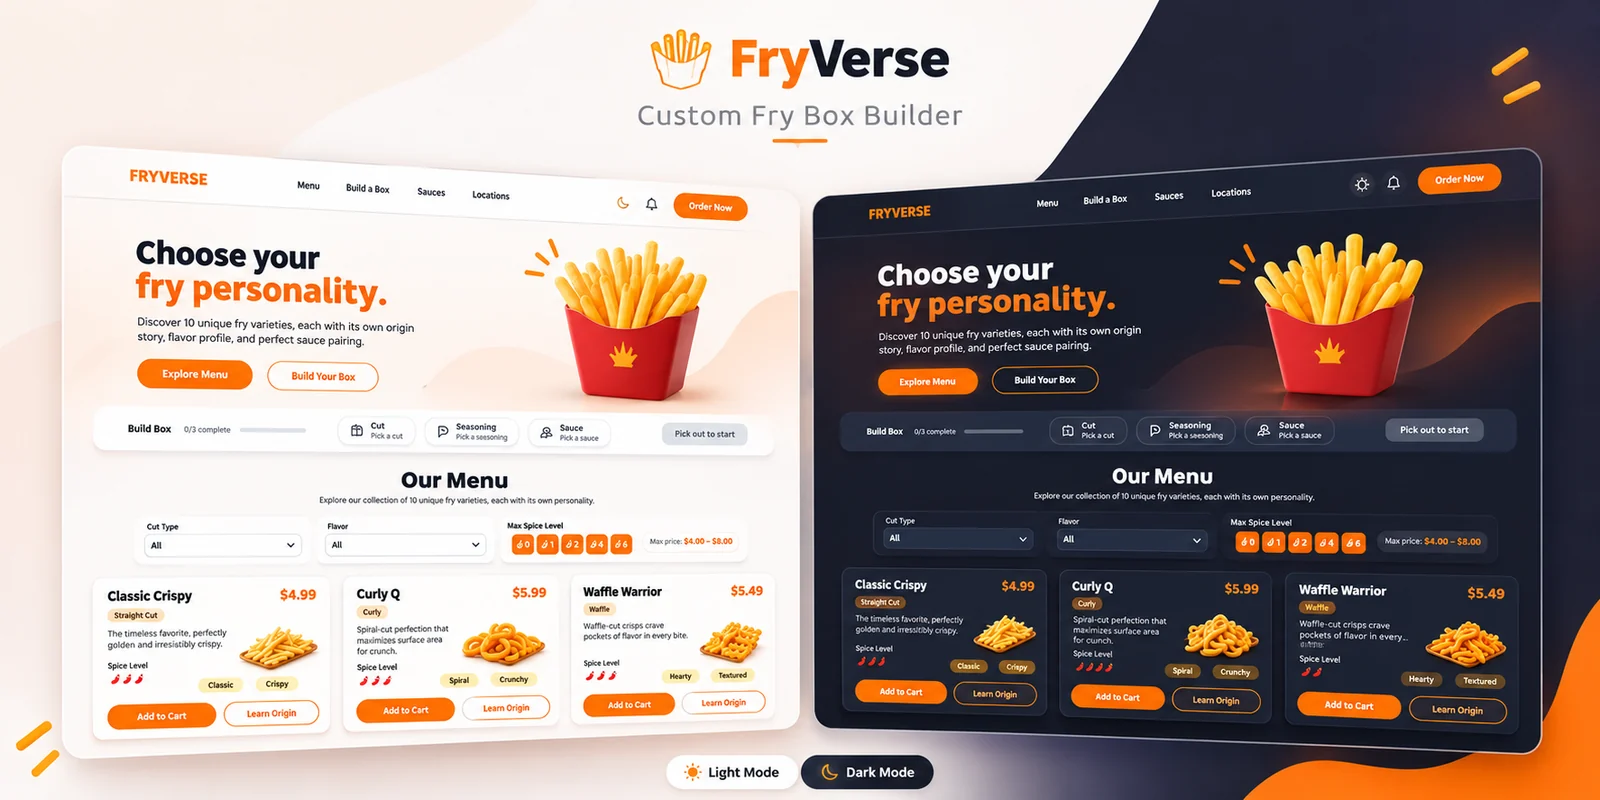 FryVerse
Custom Fry Box Builder
FRYVERSE
Menu
Build a Box
Sauces
Locations
Order Now
Choose your
fry personality.
Discover 10 unique fry varieties, each with its own origin
story, flavor profile, and perfect sauce pairing.
Explore Menu
Build Your Box
Build Box
0/3 complete
Cut
Pick a cut
Seasoning
Pick a seesoning
Sauce
Pick a sauce
Pick out to start
Our Menu
Explore our collection of 10 unique fry varieties, each with its own personality.
Cut Type
All
Flavor
All
Max Spice Level
0 1 2 4 6
Max price: $4.00 – $8.00
Classic Crispy
$4.99
Straight Cut
The timeless favorite, perfectly
golden and irresistibly crispy.
Spice Level
Classic
Crispy
Add to Cart
Learn Origin
Curly Q
$5.99
Curly
Spiral-cut perfection that
maximizes surface area
for crunch.
Spice Level
Spiral
Crunchy
Add to Cart
Learn Origin
Waffle Warrior
$5.49
Waffle
Waffle-cut crisps crave
pockets of flavor in every bite.
Spice Level
Hearty
Textured
Add to Cart
Learn Origin
FRYVERSE
Menu
Build a Box
Sauces
Locations
Order Now
Choose your
fry personality.
Discover 10 unique fry varieties, each with its own origin
story, flavor profile, and perfect sauce pairing.
Explore Menu
Build Your Box
Build Box
0/3 complete
Cut
Pick a cut
Seasoning
Pick a seesoning
Sauce
Pick a sauce
Pick out to start
Our Menu
Explore our collection of 10 unique fry varieties, each with its own personality.
Cut Type
All
Flavor
All
Max Spice Level
0 1 2 4 6
Max price: $4.00 – $8.00
Classic Crispy
$4.99
Straight Cut
The timeless favorite, perfectly
golden and irresistibly crispy.
Spice Level
Classic
Crispy
Add to Cart
Learn Origin
Curly Q
$5.99
Curly
Spiral-cut perfection that
maximizes surface area
for crunch.
Spice Level
Spiral
Crunchy
Add to Cart
Learn Origin
Waffle Warrior
$5.49
Waffle
Waffle-cut crisps crave
pockets of flavor in every...
Spice Level
Hearty
Textured
Add to Cart
Learn Origin
Light Mode
Dark Mode